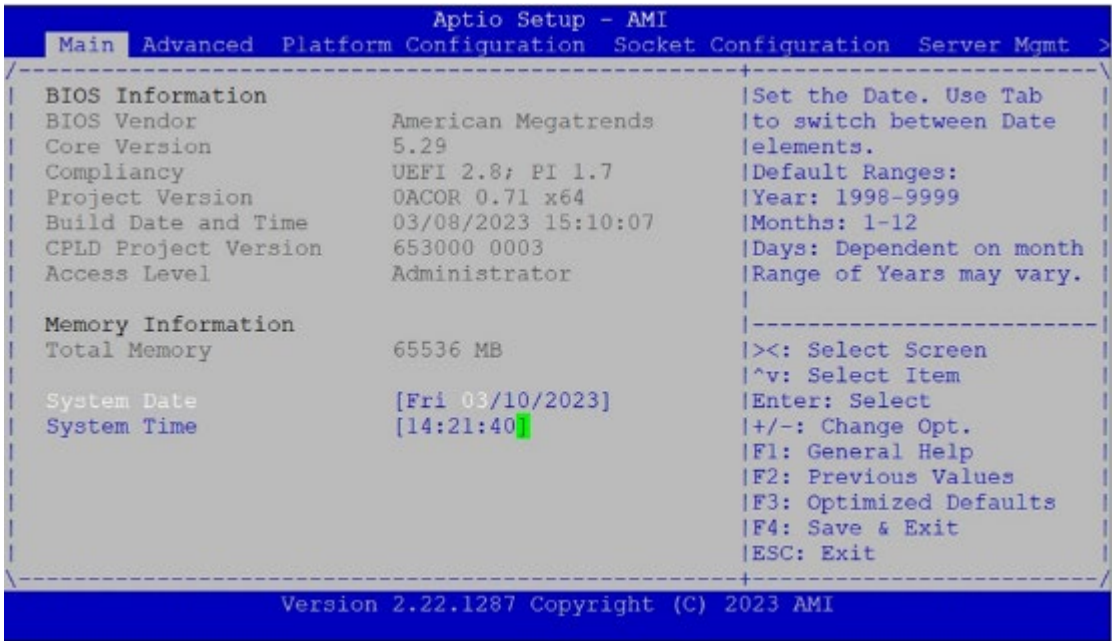 Aptio Setup - AMI
Main Advanced Platform Configuration Socket Configuration Server Mgmt >
BIOS Information
BIOS Vendor American Megatrends
Core Version 5.29
Compliancy UEFI 2.8; PI 1.7
Project Version 0ACOR 0.71 x64
Build Date and Time 03/08/2023 15:10:07
CPLD Project Version 653000 0003
Access Level Administrator
Memory Information
Total Memory 65536 MB
System Date [Fri 03/10/2023]
System Time [14:21:40]
Set the Date. Use Tab
to switch between Date
elements.
Default Ranges:
Year: 1998-9999
Months: 1-12
Days: Dependent on month
Range of Years may vary.
><: Select Screen
^v: Select Item
Enter: Select
+/-: Change Opt.
F1: General Help
F2: Previous Values
F3: Optimized Defaults
F4: Save & Exit
ESC: Exit
Version 2.22.1287 Copyright (C) 2023 AMI